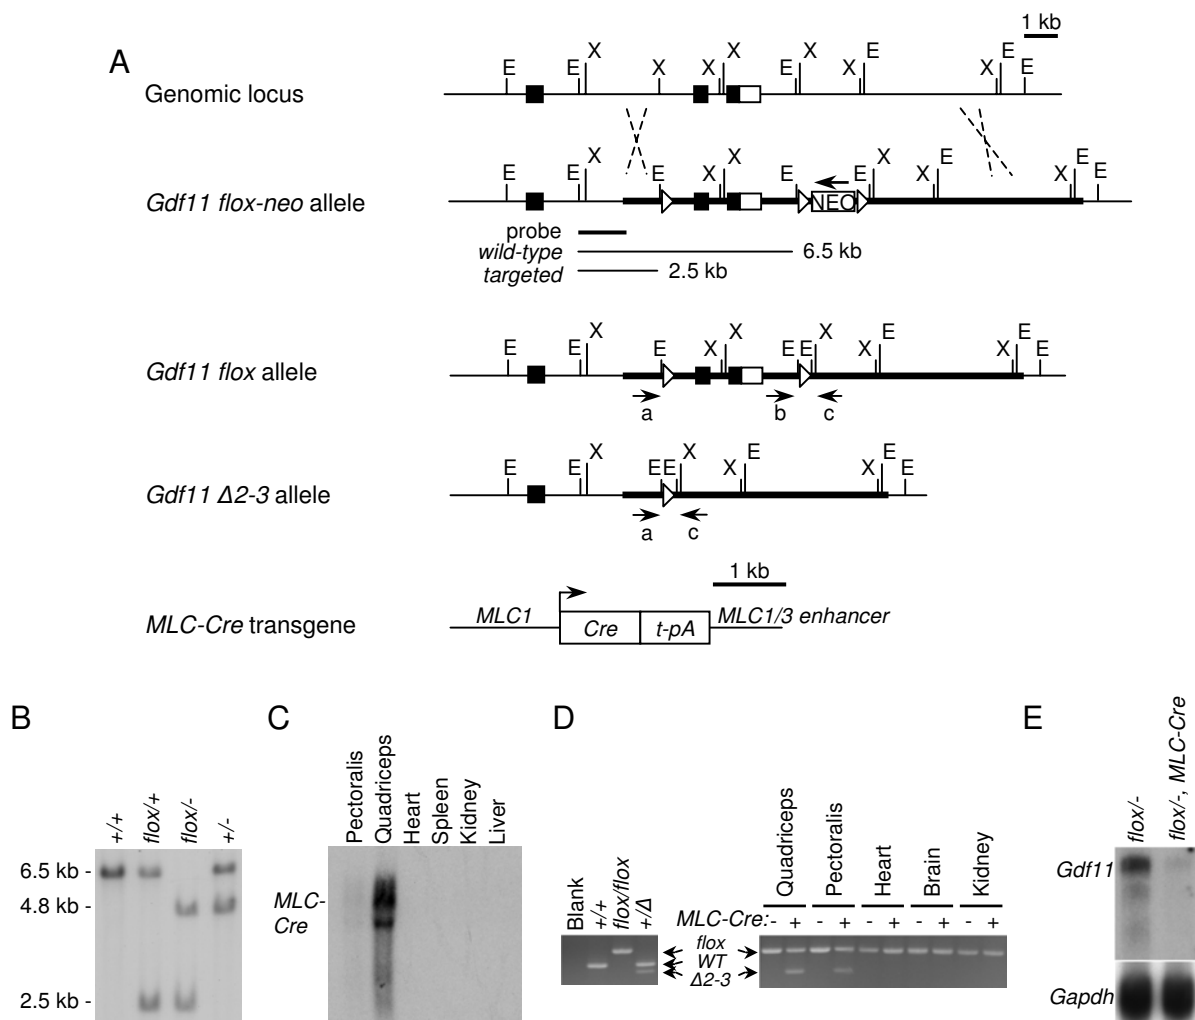 A
1 kb
E E X X X X E X X E X E E
Genomic locus
E E X E X X E E X X E X E E
Gdf11 flox-neo allele
NEO
probe
wild-type 6.5 kb
targeted 2.5 kb
E E X E X X E E X X E X E E
Gdf11 flox allele
a b c
E E X E E X X E X E E
Gdf11 Δ2-3 allele
a c
1 kb
MLC-Cre transgene
MLC1 Cre t-pA MLC1/3 enhancer
B
+/+ flox/+ flox/- +/-
6.5 kb -
4.8 kb -
2.5 kb -
C
Pectoralis Quadriceps Heart Spleen Kidney Liver
MLC-
Cre
D
Blank +/+ flox/flox +/Δ
Quadriceps Pectoralis Heart Brain Kidney
MLC-Cre: - + - + - + - + - +
flox
WT
Δ2-3
E
flox/- flox/-, MLC-Cre
Gdf11
Gapdh